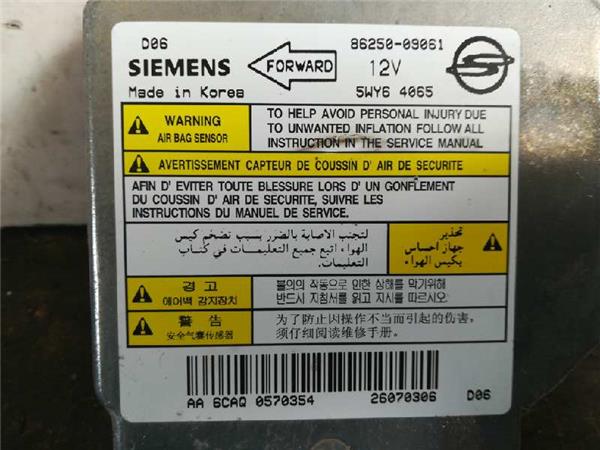 D06
86250-09061
SIEMENS
FORWARD
12V
Made in Korea
5WY6 4065
WARNING
AIR BAG SENSOR
TO HELP AVOID PERSONAL INJURY DUE
TO UNWANTED INFLATION FOLLOW ALL
INSTRUCTION IN THE SERVICE MANUAL
AVERTISSEMENT CAPTEUR DE COUSSIN D' AIR DE SECURITE
AFIN D' EVITER TOUTE BLESSURE LORS D' UN GONFLEMENT
DU COUSSIN D' AIR DE SECURITE, SUIVRE LES
INSTRUCTIONS DU MANUEL DE SERVICE.
لتجنب الاصابة بالضرر بسبب تضخم كيس
الهواء اتبع جميع التعليمات في كتاب
التعليمات.
تحذير
جهاز احساس
بكيس الهواء
경 고
에어백 감지장치
불의의 작동으로 인한 상해를 막기위해
반드시 지침서를 읽고 지시를 따르시오.
警 告
安全气囊传感器
为了防止因操作不当而引起的伤害,
须仔细阅读维修手册.
AA 6CAQ 0570354
26070306
D06